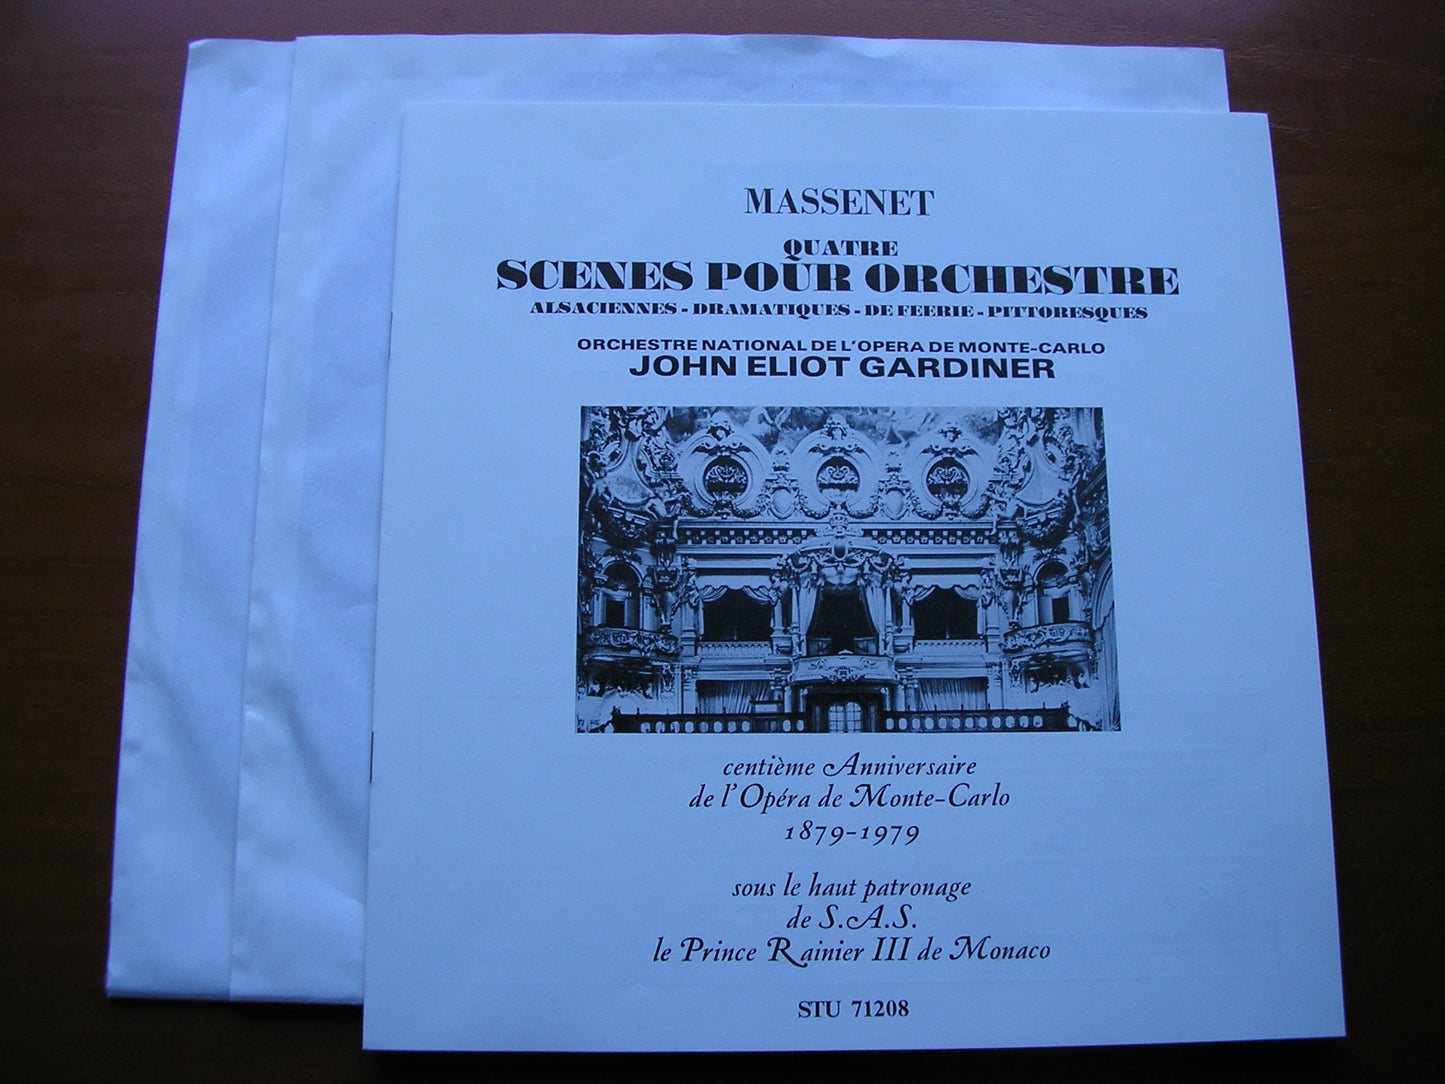 MASSENET
QUATRE
SCENES POUR ORCHESTRE
ALSACIENNES - DRAMATIQUES - DE FEERIE - PITTORESQUES
ORCHESTRE NATIONAL DE L'OPERA DE MONTE-CARLO
JOHN ELIOT GARDINER
centième Anniversaire
de l'Opéra de Monte-Carlo
1879-1979
sous le haut patronage
de S.A.S.
le Prince Rainier III de Monaco
STU 71208